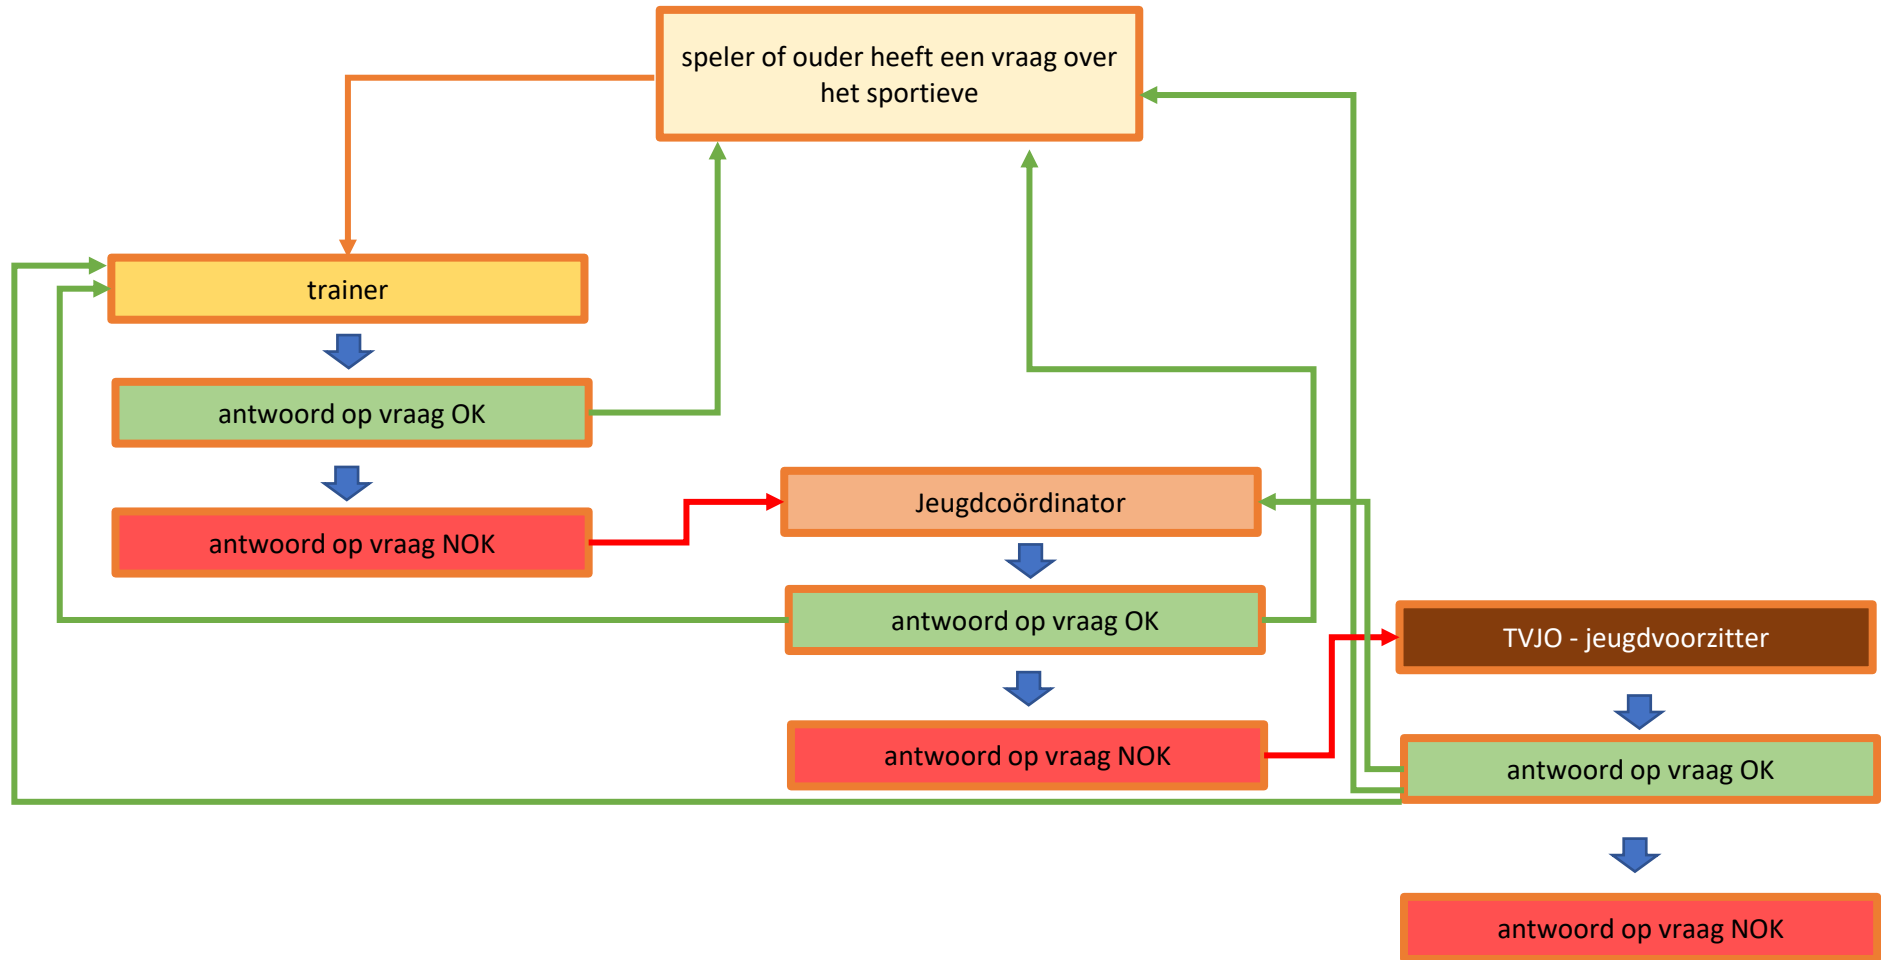 speler of ouder heeft een vraag over
het sportieve
trainer
antwoord op vraag OK
antwoord op vraag NOK
Jeugdcoördinator
antwoord op vraag OK
antwoord op vraag NOK
TVJO - jeugdvoorzitter
antwoord op vraag OK
antwoord op vraag NOK